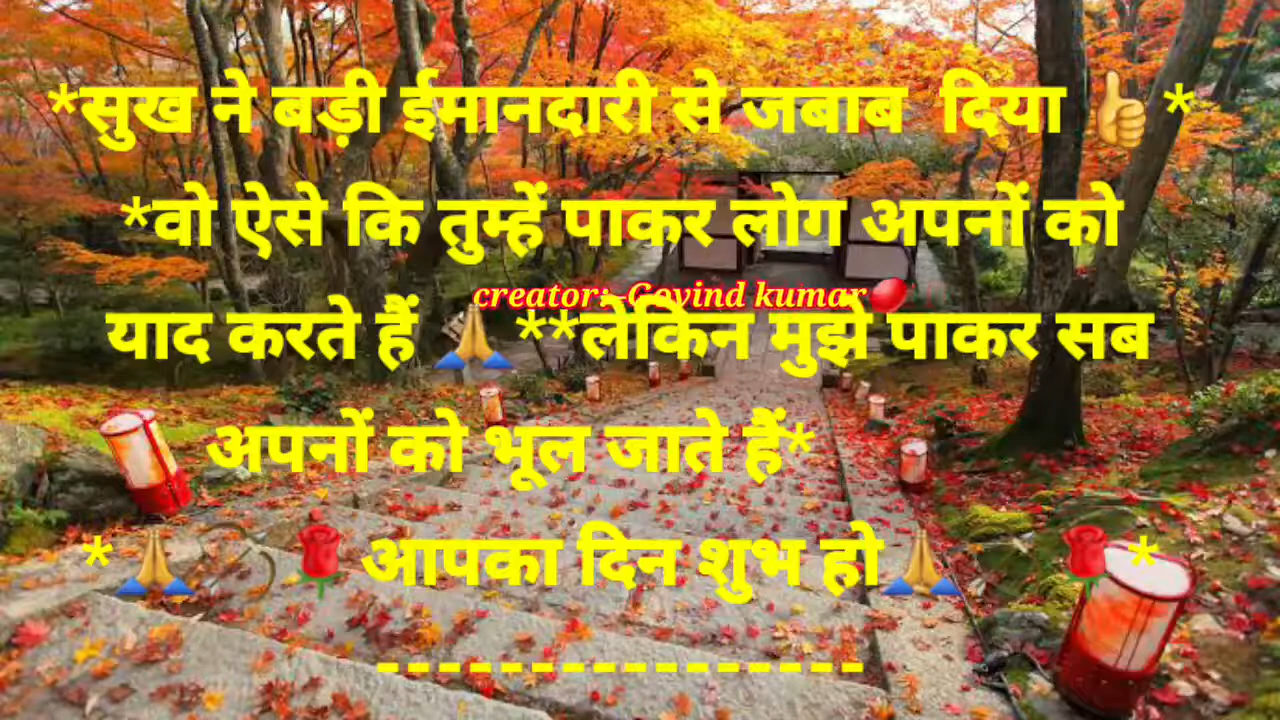 *सुख ने बड़ी ईमानदारी से जबाब दिया 👍*
*वो ऐसे कि तुम्हें पाकर लोग अपनों को
creator:-Govind kumar🎈
याद करते हैं 🙏**लेकिन मुझे पाकर सब
अपनों को भूल जाते हैं*
*🙏🌹आपका दिन शुभ हो🙏🌹*
----------------